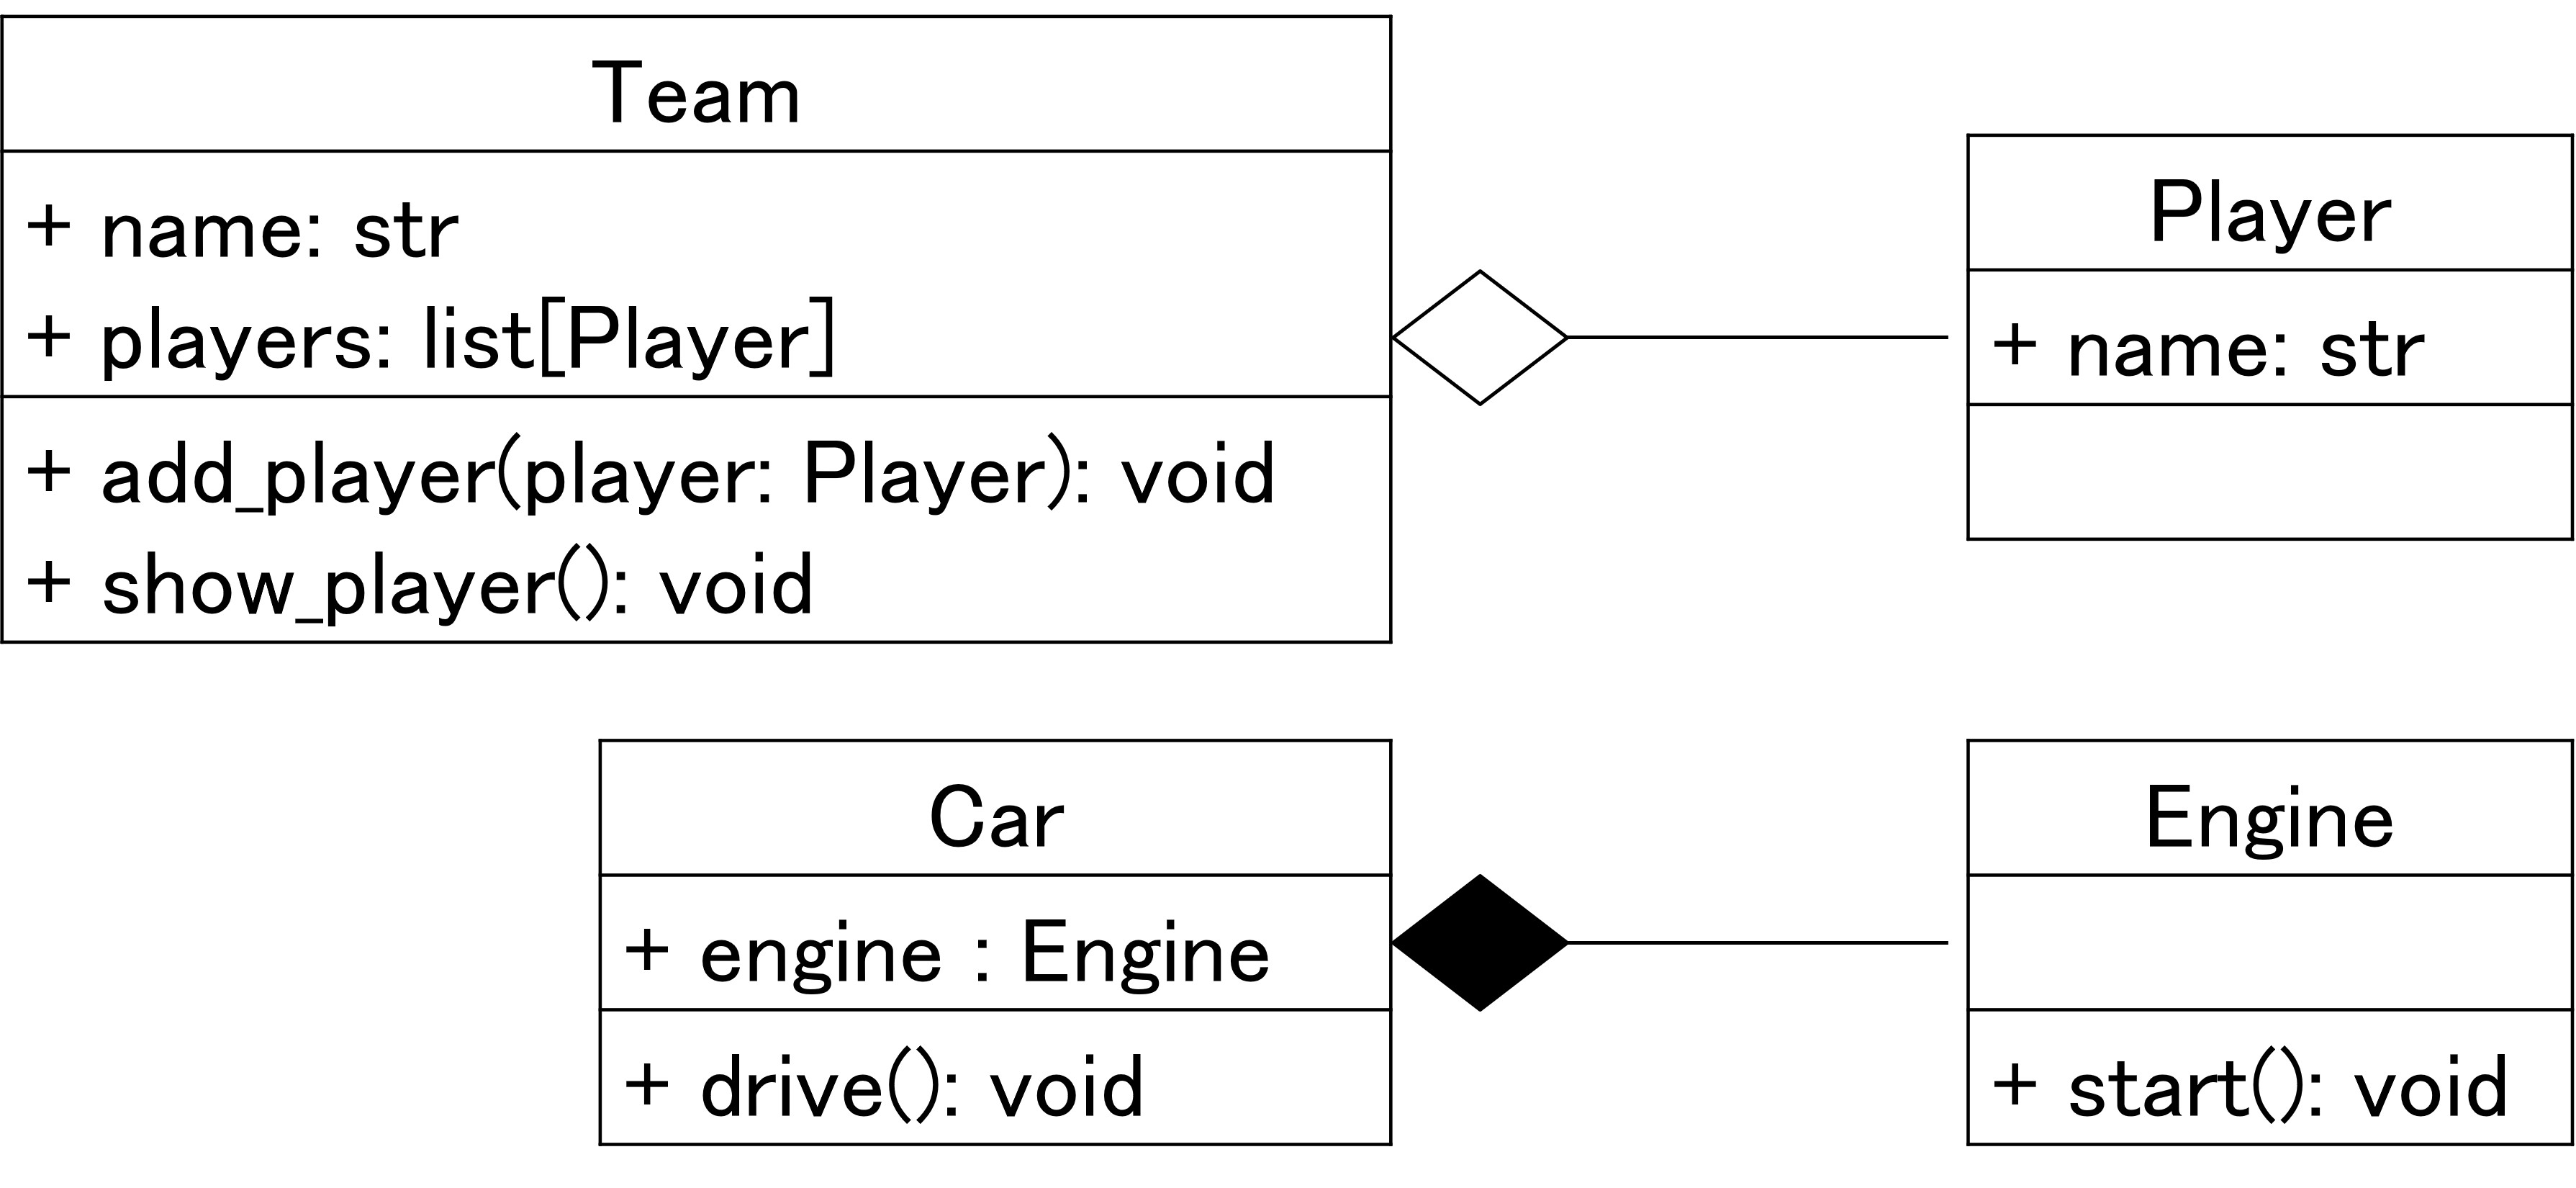 Team
+ name: str
+ players: list[Player]
+ add_player(player: Player): void
+ show_player(): void
Player
+ name: str
Car
+ engine : Engine
+ drive(): void
Engine
+ start(): void